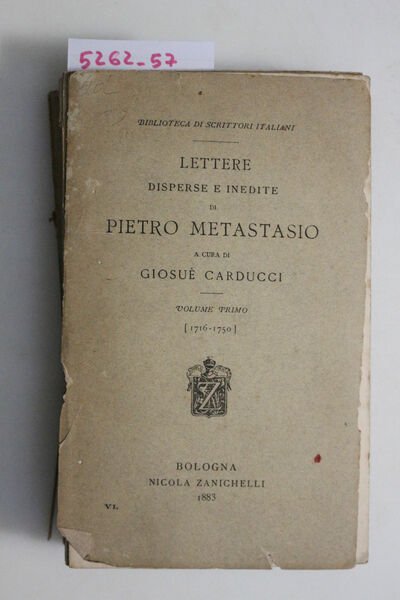 5262_57
BIBLIOTECA DI SCRITTORI ITALIANI
LETTERE
DISPERSE E INEDITE
DI
PIETRO METASTASIO
A CURA DI
GIOSUÈ CARDUCCI
VOLUME PRIMO
[1716-1750]
BOLOGNA
NICOLA ZANICHELLI
1883
VI.